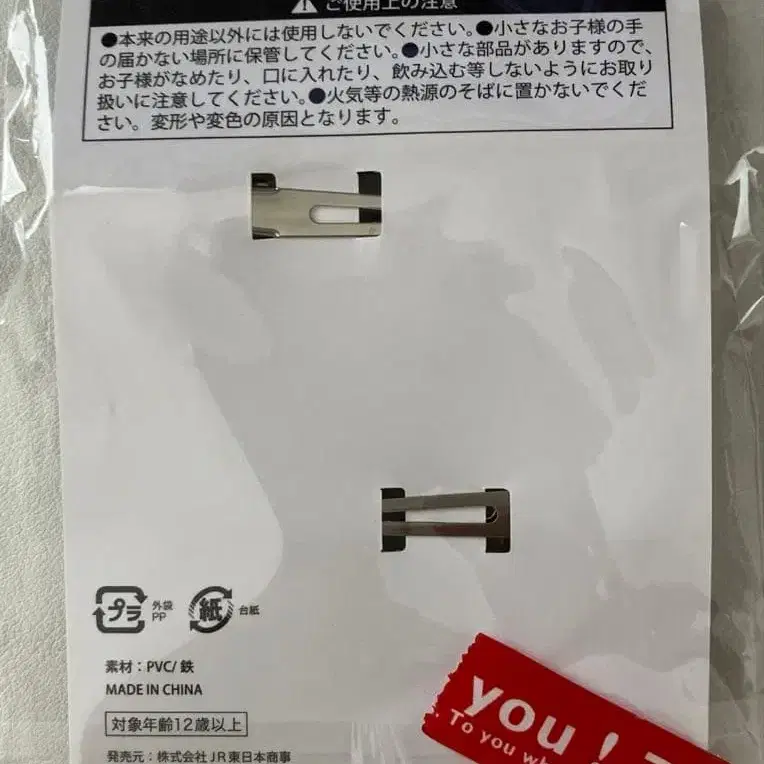 ⚠ ご使用上の注意
●本来の用途以外には使用しないでください。●小さなお子様の手
の届かない場所に保管してください。●小さな部品がありますので、
お子様がなめたり、口に入れたり、飲み込む等しないようにお取り
扱いに注意してください。●火気等の熱源のそばに置かないでくだ
さい。変形や変色の原因となります。
プラ 外袋 紙 台紙
PP
素材：PVC/ 鉄
MADE IN CHINA
対象年齢12歳以上
発売元：株式会社JR東日本商事
you!
. To you wh